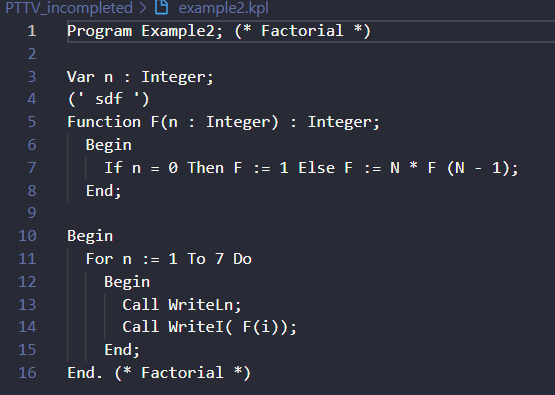 PTTV_incompleted > example2.kpl
1 Program Example2; (* Factorial *)
2
3 Var n : Integer;
4 (' sdf ')
5 Function F(n : Integer) : Integer;
6 Begin
7 If n = 0 Then F := 1 Else F := N * F (N - 1);
8 End;
9
10 Begin
11 For n := 1 To 7 Do
12 Begin
13 Call WriteLn;
14 Call WriteI( F(i));
15 End;
16 End. (* Factorial *)